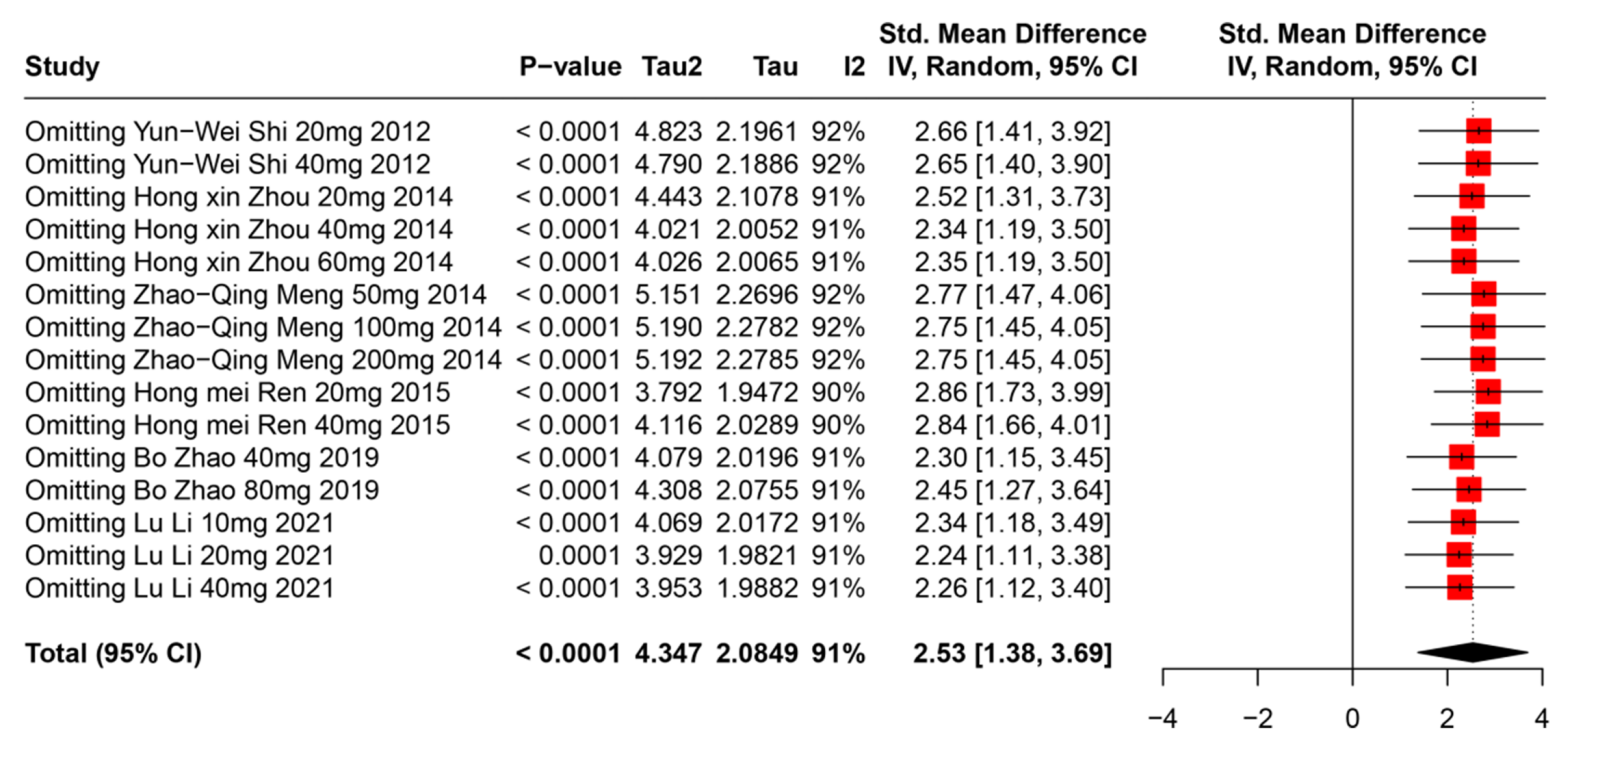 Std. Mean Difference Std. Mean Difference
Study P−value Tau2 Tau I2 IV, Random, 95% CI IV, Random, 95% CI
Omitting Yun−Wei Shi 20mg 2012 < 0.0001 4.823 2.1961 92% 2.66 [1.41, 3.92]
Omitting Yun−Wei Shi 40mg 2012 < 0.0001 4.790 2.1886 92% 2.65 [1.40, 3.90]
Omitting Hong xin Zhou 20mg 2014 < 0.0001 4.443 2.1078 91% 2.52 [1.31, 3.73]
Omitting Hong xin Zhou 40mg 2014 < 0.0001 4.021 2.0052 91% 2.34 [1.19, 3.50]
Omitting Hong xin Zhou 60mg 2014 < 0.0001 4.026 2.0065 91% 2.35 [1.19, 3.50]
Omitting Zhao−Qing Meng 50mg 2014 < 0.0001 5.151 2.2696 92% 2.77 [1.47, 4.06]
Omitting Zhao−Qing Meng 100mg 2014 < 0.0001 5.190 2.2782 92% 2.75 [1.45, 4.05]
Omitting Zhao−Qing Meng 200mg 2014 < 0.0001 5.192 2.2785 92% 2.75 [1.45, 4.05]
Omitting Hong mei Ren 20mg 2015 < 0.0001 3.792 1.9472 90% 2.86 [1.73, 3.99]
Omitting Hong mei Ren 40mg 2015 < 0.0001 4.116 2.0289 90% 2.84 [1.66, 4.01]
Omitting Bo Zhao 40mg 2019 < 0.0001 4.079 2.0196 91% 2.30 [1.15, 3.45]
Omitting Bo Zhao 80mg 2019 < 0.0001 4.308 2.0755 91% 2.45 [1.27, 3.64]
Omitting Lu Li 10mg 2021 < 0.0001 4.069 2.0172 91% 2.34 [1.18, 3.49]
Omitting Lu Li 20mg 2021 0.0001 3.929 1.9821 91% 2.24 [1.11, 3.38]
Omitting Lu Li 40mg 2021 < 0.0001 3.953 1.9882 91% 2.26 [1.12, 3.40]
Total (95% CI) < 0.0001 4.347 2.0849 91% 2.53 [1.38, 3.69]
−4 −2 0 2 4